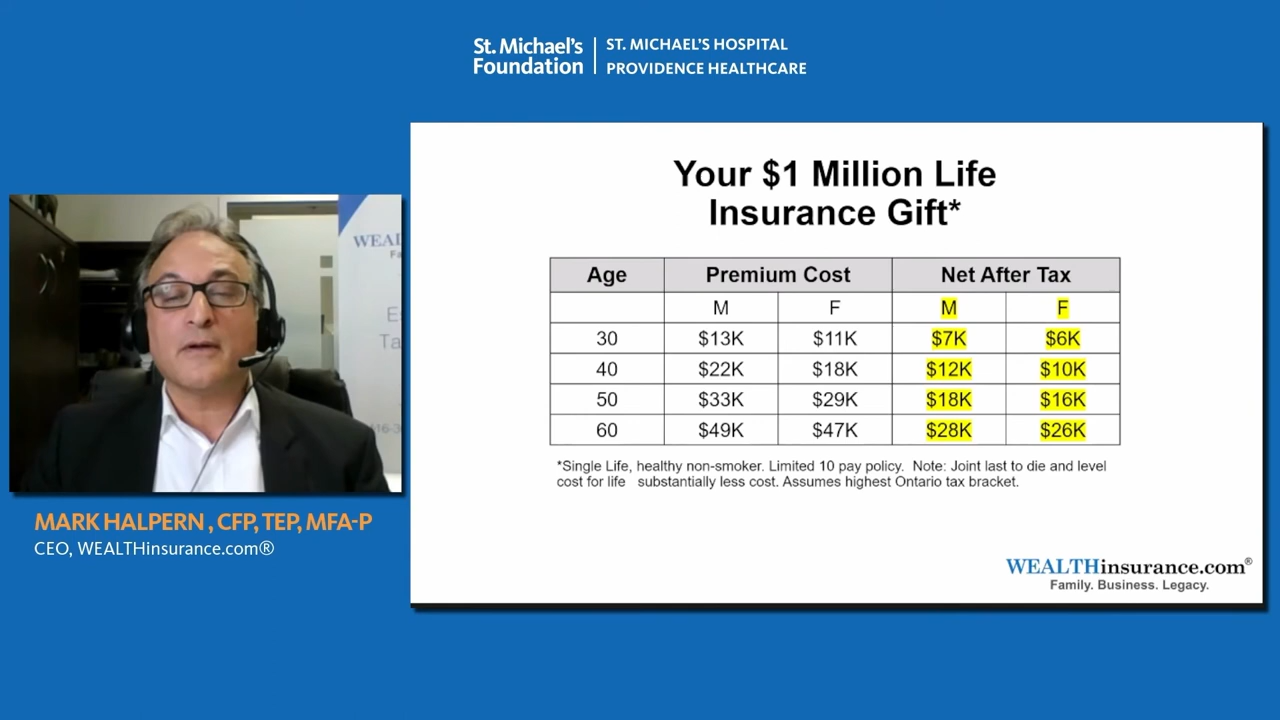 St. Michael's
Foundation
ST. MICHAEL'S HOSPITAL
PROVIDENCE HEALTHCARE
WEAL
Fa
Es
Ta
MARK HALPERN , CFP, TEP, MFA-P
CEO, WEALTHinsurance.com®
Your $1 Million Life
Insurance Gift*
Age Premium Cost Net After Tax
M F M F
30 $13K $11K $7K $6K
40 $22K $18K $12K $10K
50 $33K $29K $18K $16K
60 $49K $47K $28K $26K
*Single Life, healthy non-smoker. Limited 10 pay policy. Note: Joint last to die and level
cost for life substantially less cost. Assumes highest Ontario tax bracket.
WEALTHinsurance.com®
Family. Business. Legacy.